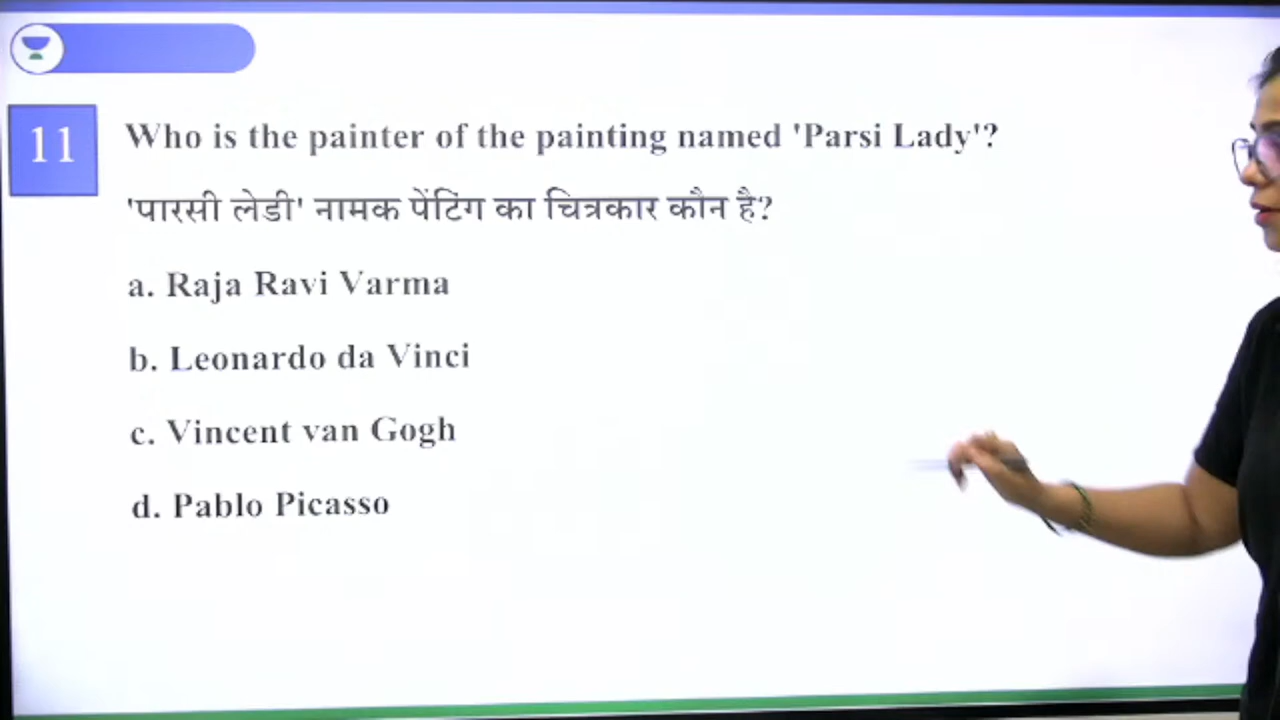 11
Who is the painter of the painting named 'Parsi Lady'?
'पारसी लेडी' नामक पेंटिंग का चित्रकार कौन है?
a. Raja Ravi Varma
b. Leonardo da Vinci
c. Vincent van Gogh
d. Pablo Picasso